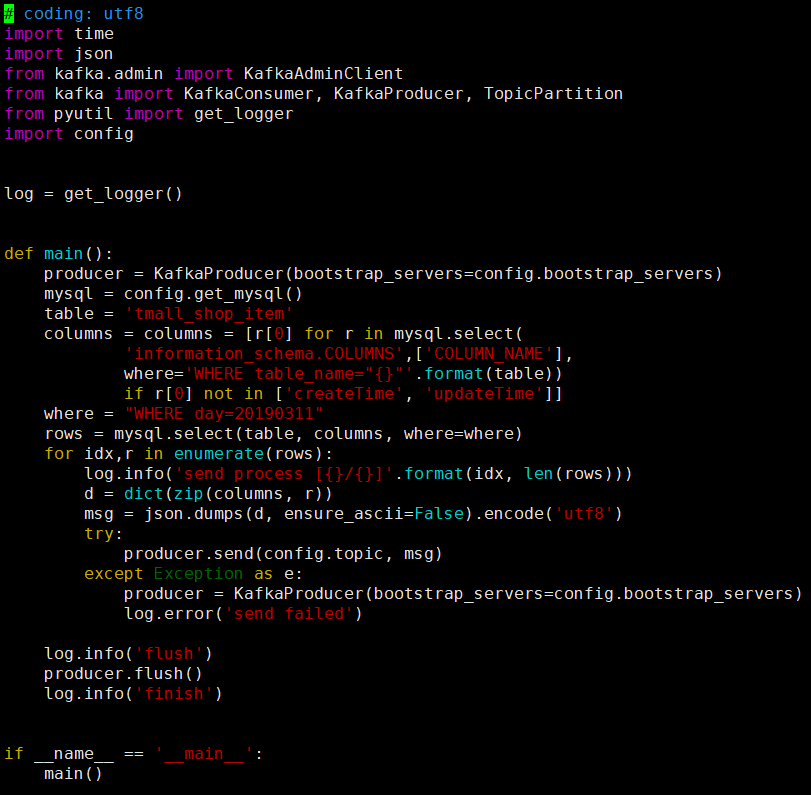 # coding: utf8
import time
import json
from kafka.admin import KafkaAdminClient
from kafka import KafkaConsumer, KafkaProducer, TopicPartition
from pyutil import get_logger
import config


log = get_logger()


def main():
    producer = KafkaProducer(bootstrap_servers=config.bootstrap_servers)
    mysql = config.get_mysql()
    table = 'tmall_shop_item'
    columns = columns = [r[0] for r in mysql.select(
            'information_schema.COLUMNS',['COLUMN_NAME'],
            where='WHERE table_name="{}"'.format(table))
            if r[0] not in ['createTime', 'updateTime']]
    where = "WHERE day=20190311"
    rows = mysql.select(table, columns, where=where)
    for idx,r in enumerate(rows):
        log.info('send process [{}/{}]'.format(idx, len(rows)))
        d = dict(zip(columns, r))
        msg = json.dumps(d, ensure_ascii=False).encode('utf8')
        try:
            producer.send(config.topic, msg)
        except Exception as e:
            producer = KafkaProducer(bootstrap_servers=config.bootstrap_servers)
            log.error('send failed')

    log.info('flush')
    producer.flush()
    log.info('finish')


if __name__ == '__main__':
    main()